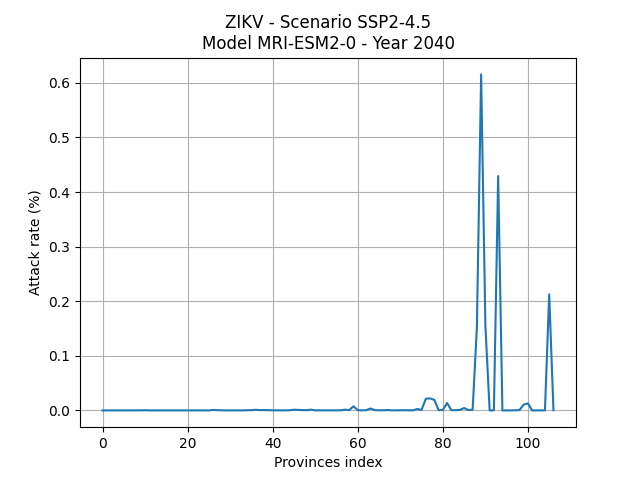 ZIKV - Scenario SSP2-4.5
Model MRI-ESM2-0 - Year 2040
Attack rate (%)
0.6
0.5
0.4
0.3
0.2
0.1
0.0
0 20 40 60 80 100
Provinces index